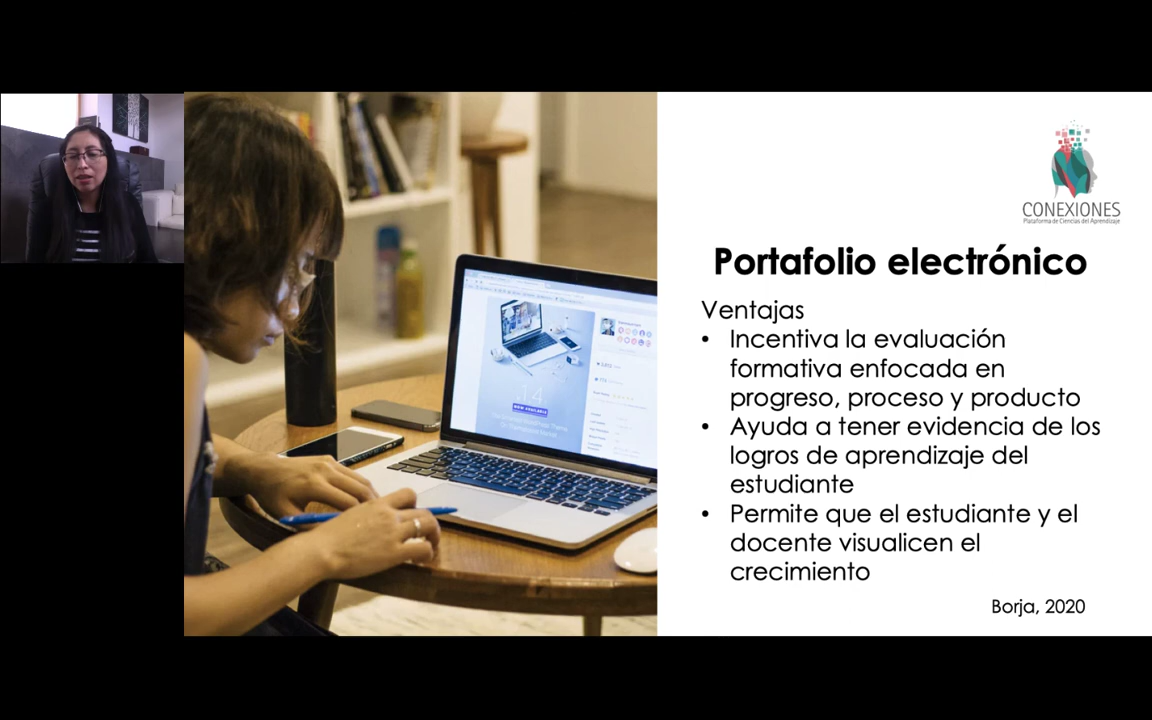 CONEXIONES
Plataforma de Ciencias del Aprendizaje
Portafolio electrónico
Ventajas
• Incentiva la evaluación
formativa enfocada en
progreso, proceso y producto
• Ayuda a tener evidencia de los
logros de aprendizaje del
estudiante
• Permite que el estudiante y el
docente visualicen el
crecimiento
Borja, 2020